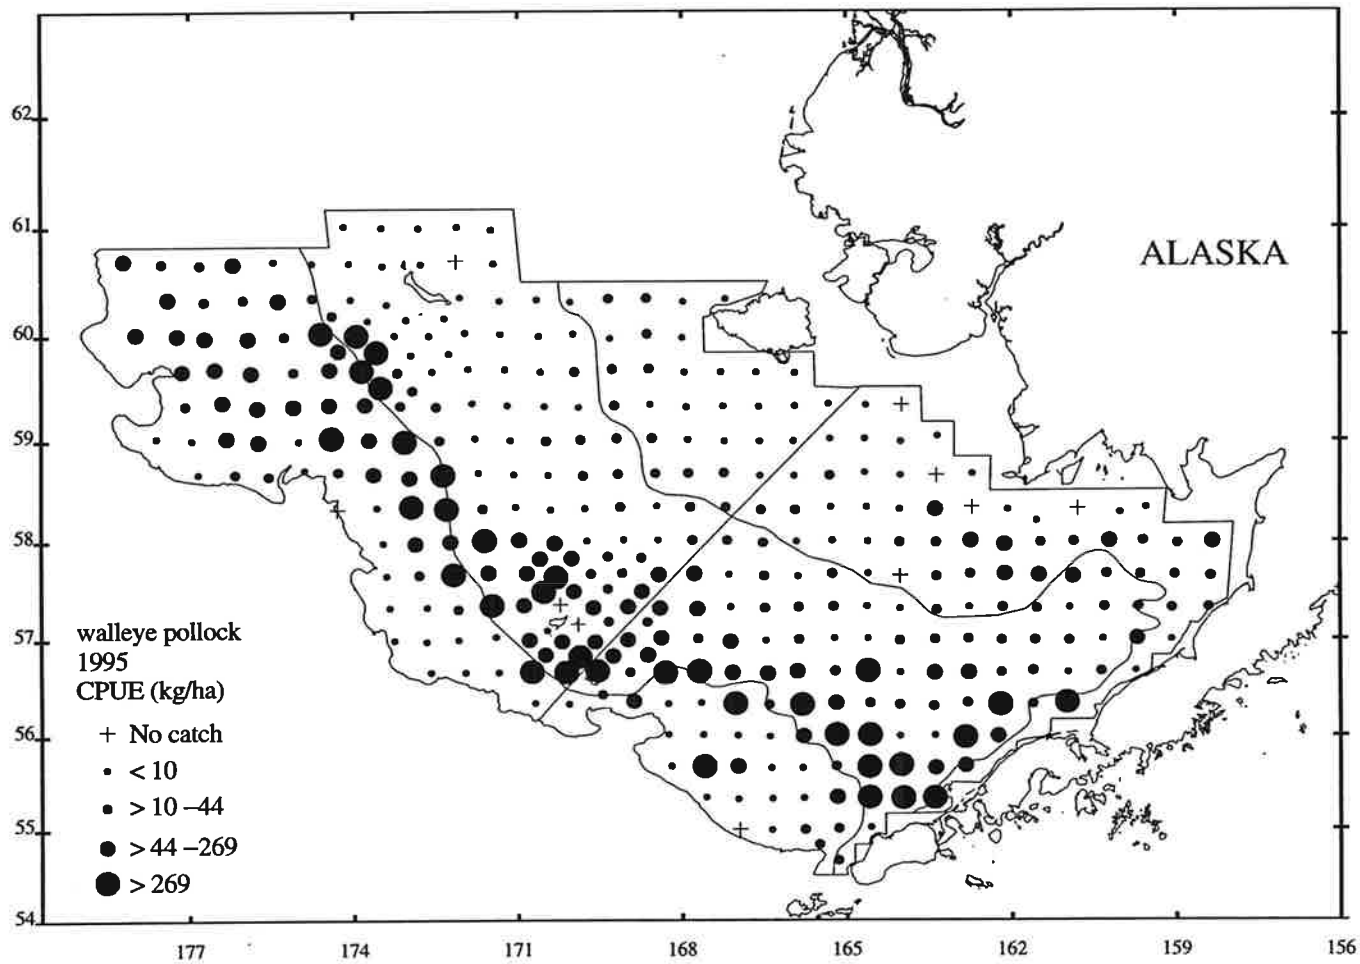 62
61
60
59
58
57
56
55
54
ALASKA
walleye pollock
1995
CPUE (kg/ha)
+ No catch
< 10
> 10 –44
> 44 –269
> 269
177 174 171 168 165 162 159 156